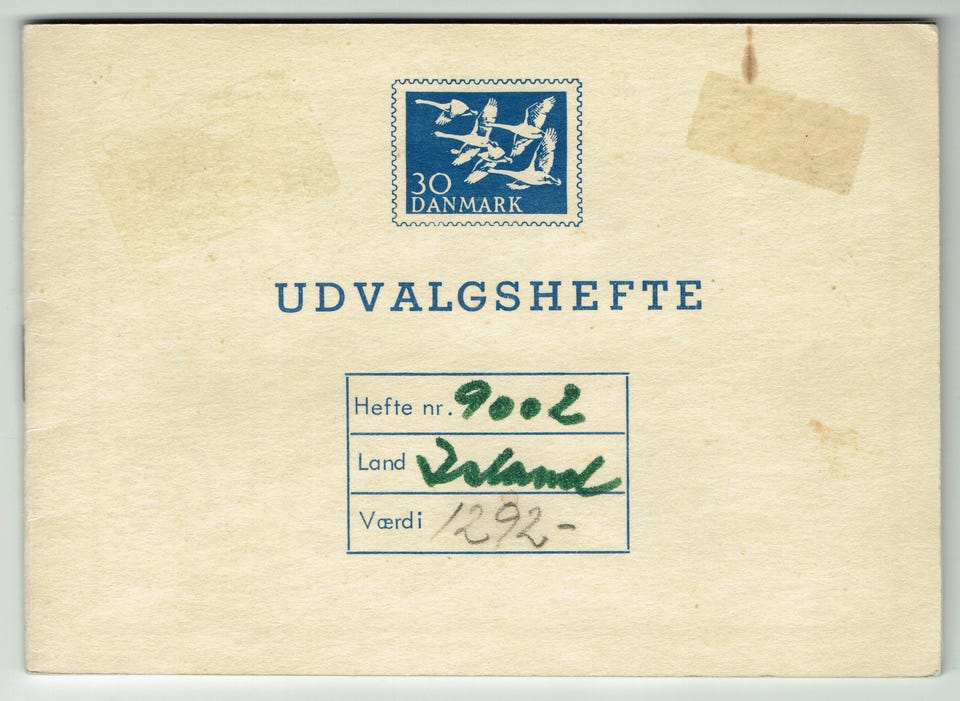 30
DANMARK
UDVALGSHEFTE
Hefte nr. 9002
Land Island
Værdi 1292-